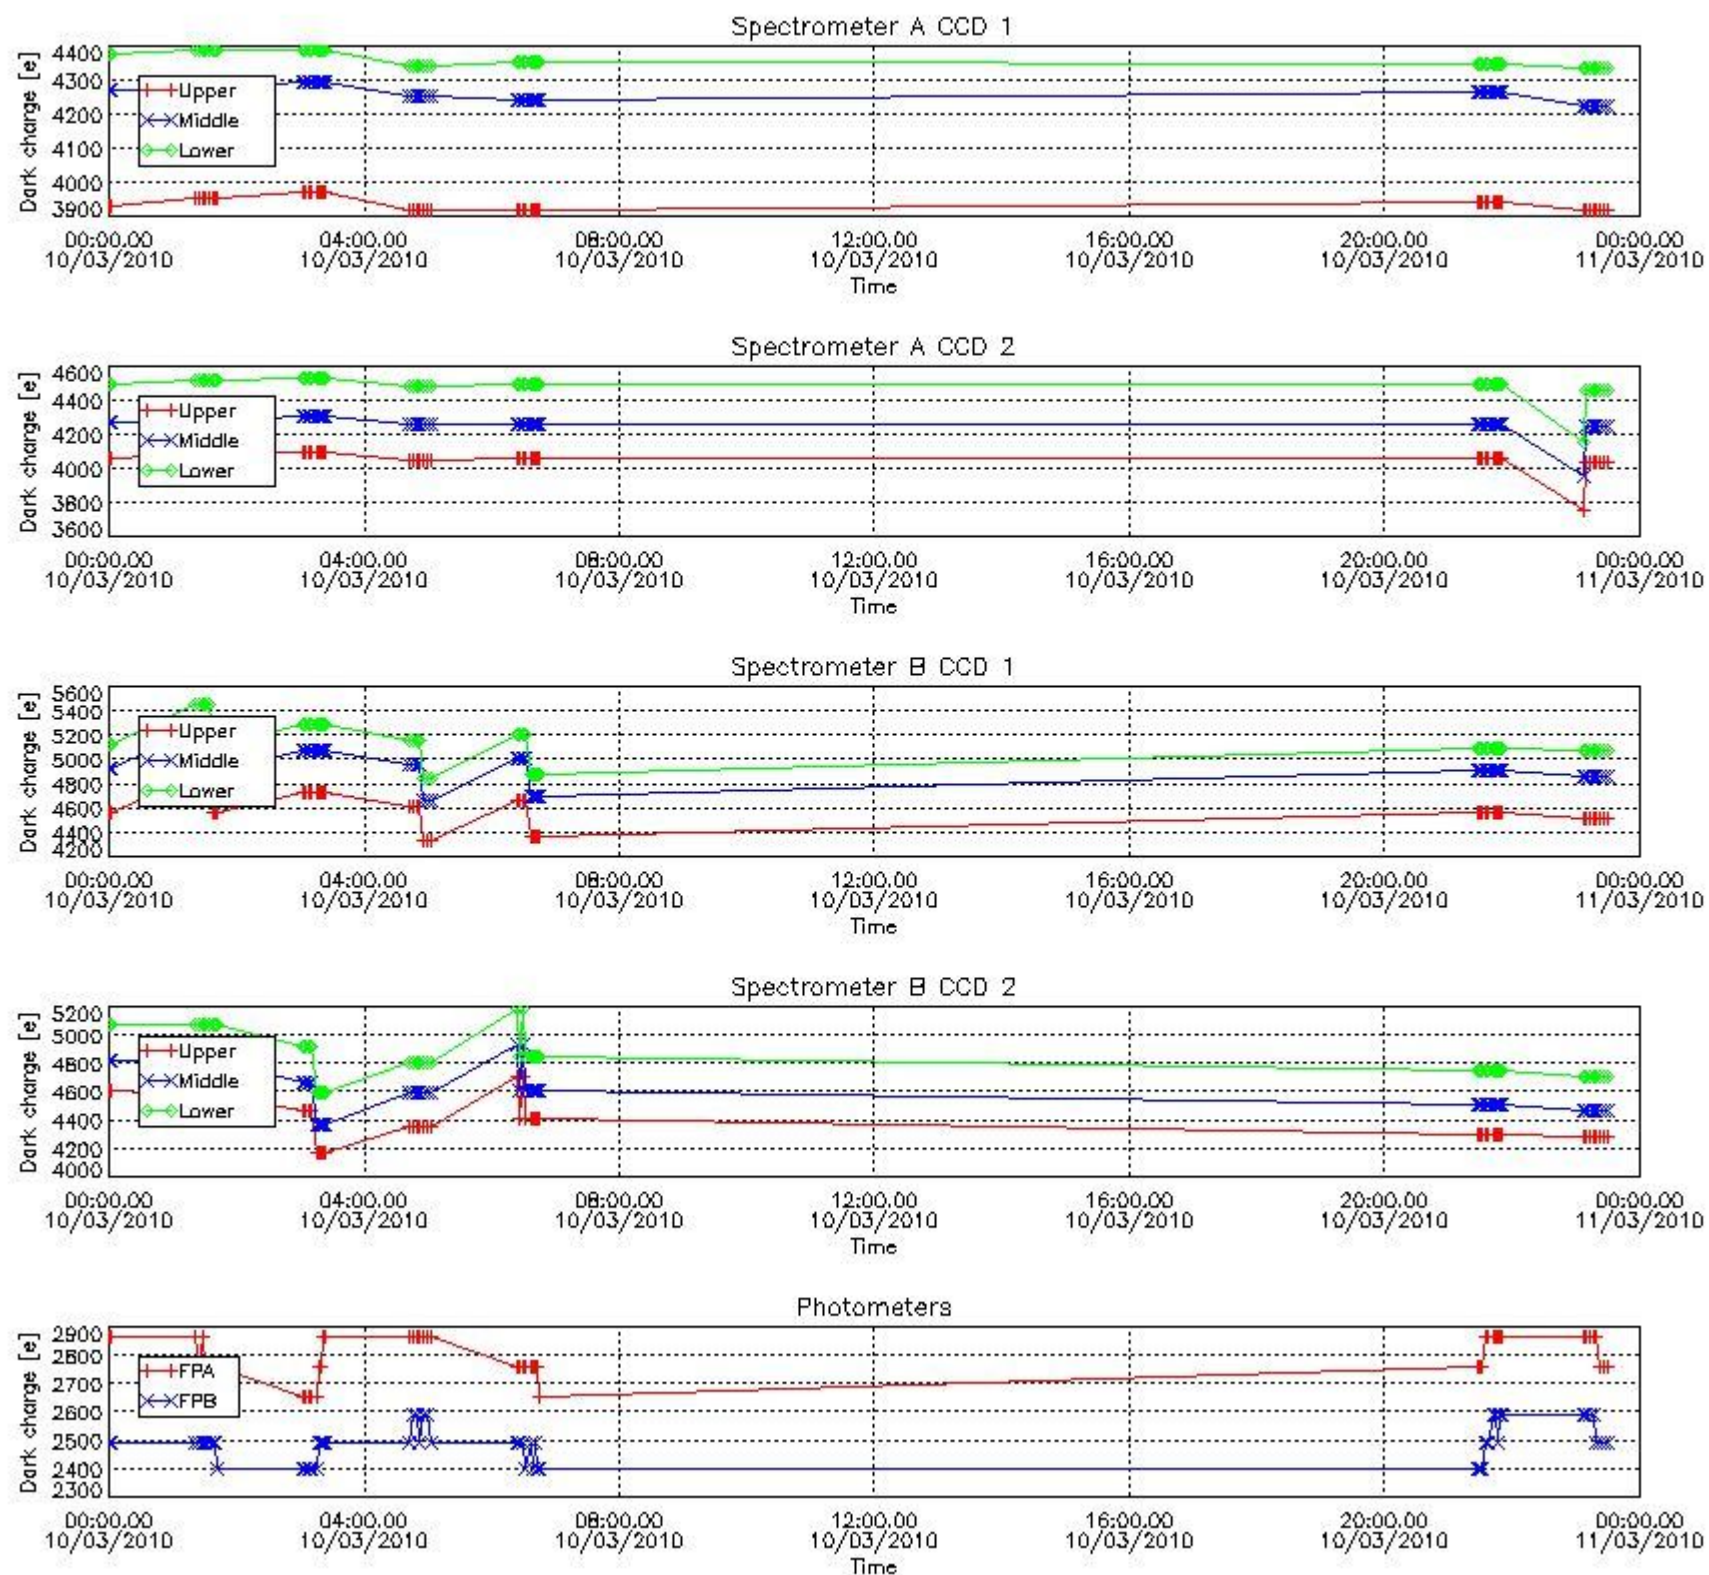 Spectrometer A CCD 1
Dark charge [e]
4400
4300
4200
4100
4000
3900
Upper
Middle
Lower
00:00.00 04:00.00 08:00.00 12:00.00 16:00.00 20:00.00 00:00.00
10/03/2010 10/03/2010 10/03/2010 10/03/2010 10/03/2010 10/03/2010 11/03/2010
Time
Spectrometer A CCD 2
Dark charge [e]
4600
4400
4200
4000
3800
3600
Upper
Middle
Lower
00:00.00 04:00.00 08:00.00 12:00.00 16:00.00 20:00.00 00:00.00
10/03/2010 10/03/2010 10/03/2010 10/03/2010 10/03/2010 10/03/2010 11/03/2010
Time
Spectrometer B CCD 1
Dark charge [e]
5600
5400
5200
5000
4800
4600
4400
4200
Upper
Middle
Lower
00:00.00 04:00.00 08:00.00 12:00.00 16:00.00 20:00.00 00:00.00
10/03/2010 10/03/2010 10/03/2010 10/03/2010 10/03/2010 10/03/2010 11/03/2010
Time
Spectrometer B CCD 2
Dark charge [e]
5200
5000
4800
4600
4400
4200
4000
Upper
Middle
Lower
00:00.00 04:00.00 08:00.00 12:00.00 16:00.00 20:00.00 00:00.00
10/03/2010 10/03/2010 10/03/2010 10/03/2010 10/03/2010 10/03/2010 11/03/2010
Time
Photometers
Dark charge [e]
2900
2800
2700
2600
2500
2400
2300
FPA
FPB
00:00.00 04:00.00 08:00.00 12:00.00 16:00.00 20:00.00 00:00.00
10/03/2010 10/03/2010 10/03/2010 10/03/2010 10/03/2010 10/03/2010 11/03/2010
Time